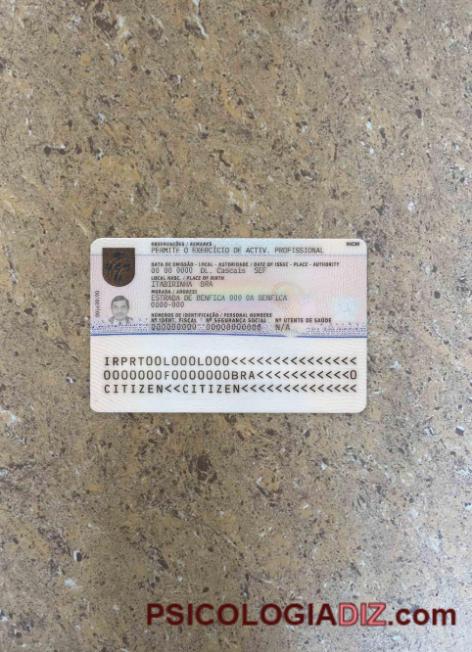 OBSERVAÇÕES / REMARKS
PERMITE O EXERCÍCIO DE ACTIV. PROFISSIONAL
DATA DE EMISSÃO - LOCAL - AUTORIDADE / DATE OF ISSUE - PLACE - AUTHORITY
00 00 0000 DL. Cascais SEF
LOCAL NASC. / PLACE OF BIRTH
ITABIRINHA BRA
MORADA / ADDRESS
ESTRADA DE BENFICA 000 0A BENFICA
0000-000
NÚMEROS DE IDENTIFICAÇÃO / PERSONAL NUMBERS
Nº IDENT. FISCAL / Nº SEGURANÇA SOCIAL Nº UTENTE DE SAÚDE
000000000 00000000000 N/A
IRPRT00L000L000<<<<<<<<<<<<<<<
0000000F0000000BRA<<<<<<<<<<<0
CITIZEN<<CITIZEN<<<<<<<<<<<<<<
PSICOLOGIADIZ.com